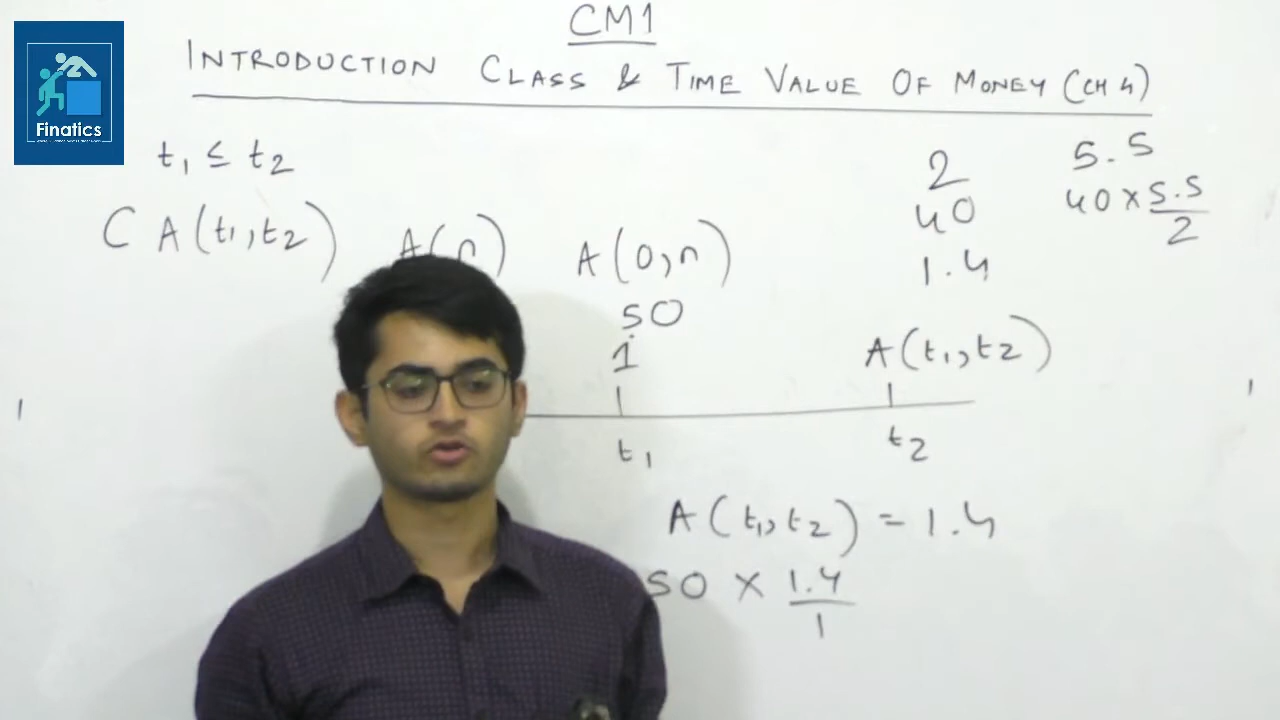 CM1
INTRODUCTION CLASS & TIME VALUE OF MONEY (CH 4)
Finatics
t1 ≤ t2
C A(t1,t2) A(n) A(0,n)
2 5.5
40 40 × 5.5/2
1.4
50
1 A(t1,t2)
t1 t2
A(t1,t2) = 1.4
50 × 1.4/1